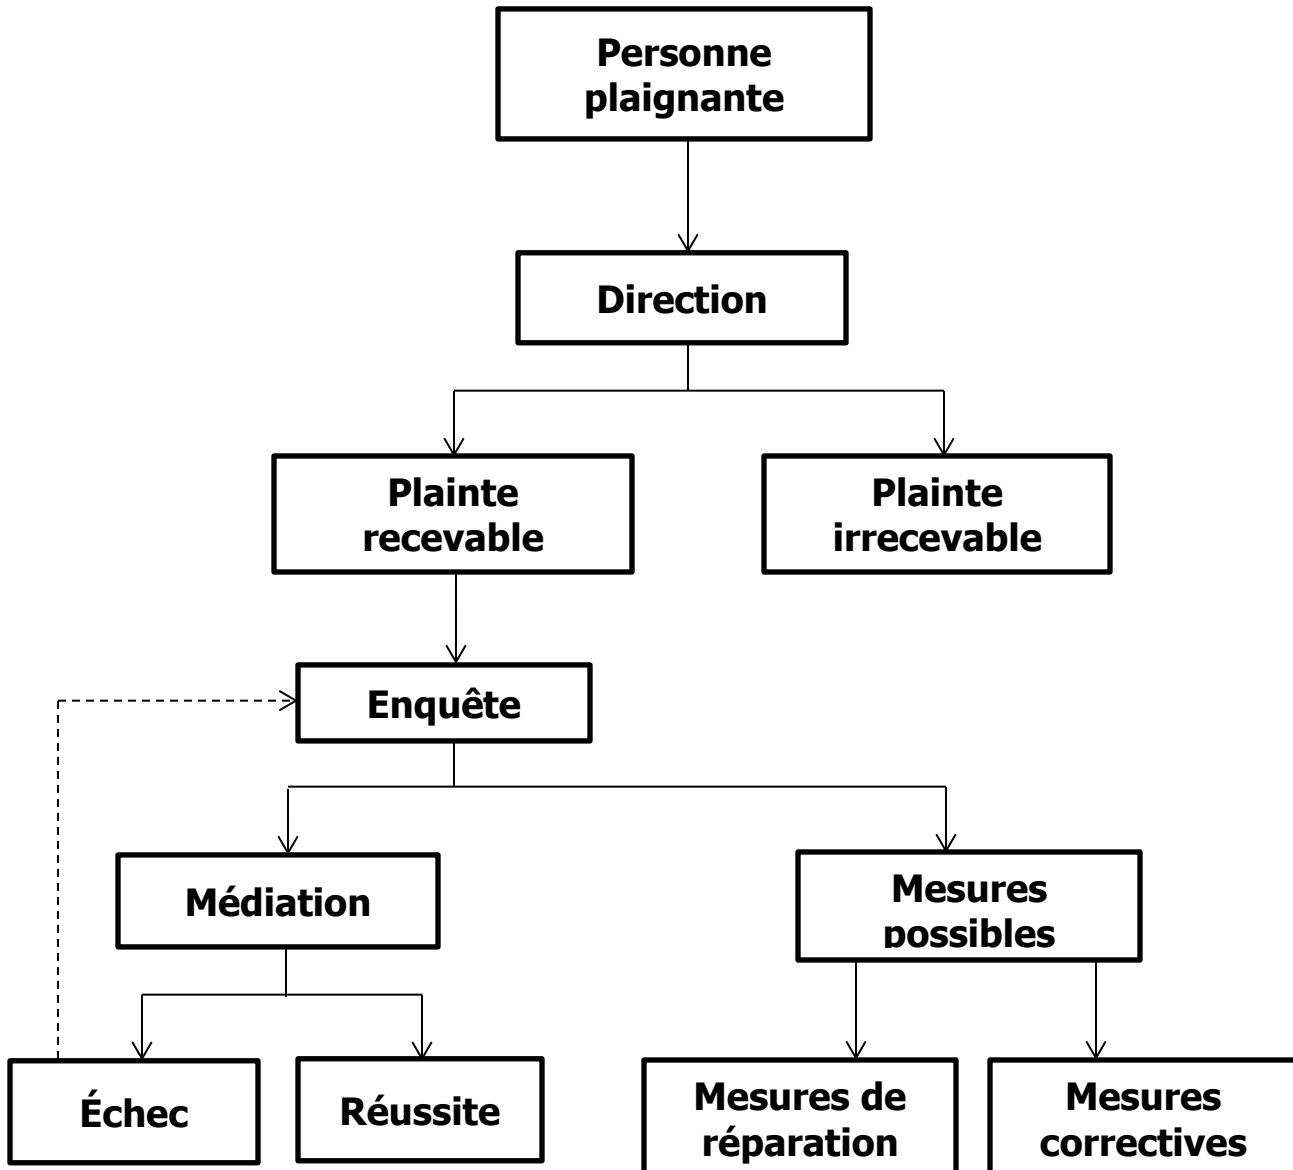 Personne
plaignante
Direction
Plainte
recevable
Plainte
irrecevable
Enquête
Médiation
Mesures
possibles
Échec
Réussite
Mesures de
réparation
Mesures
correctives